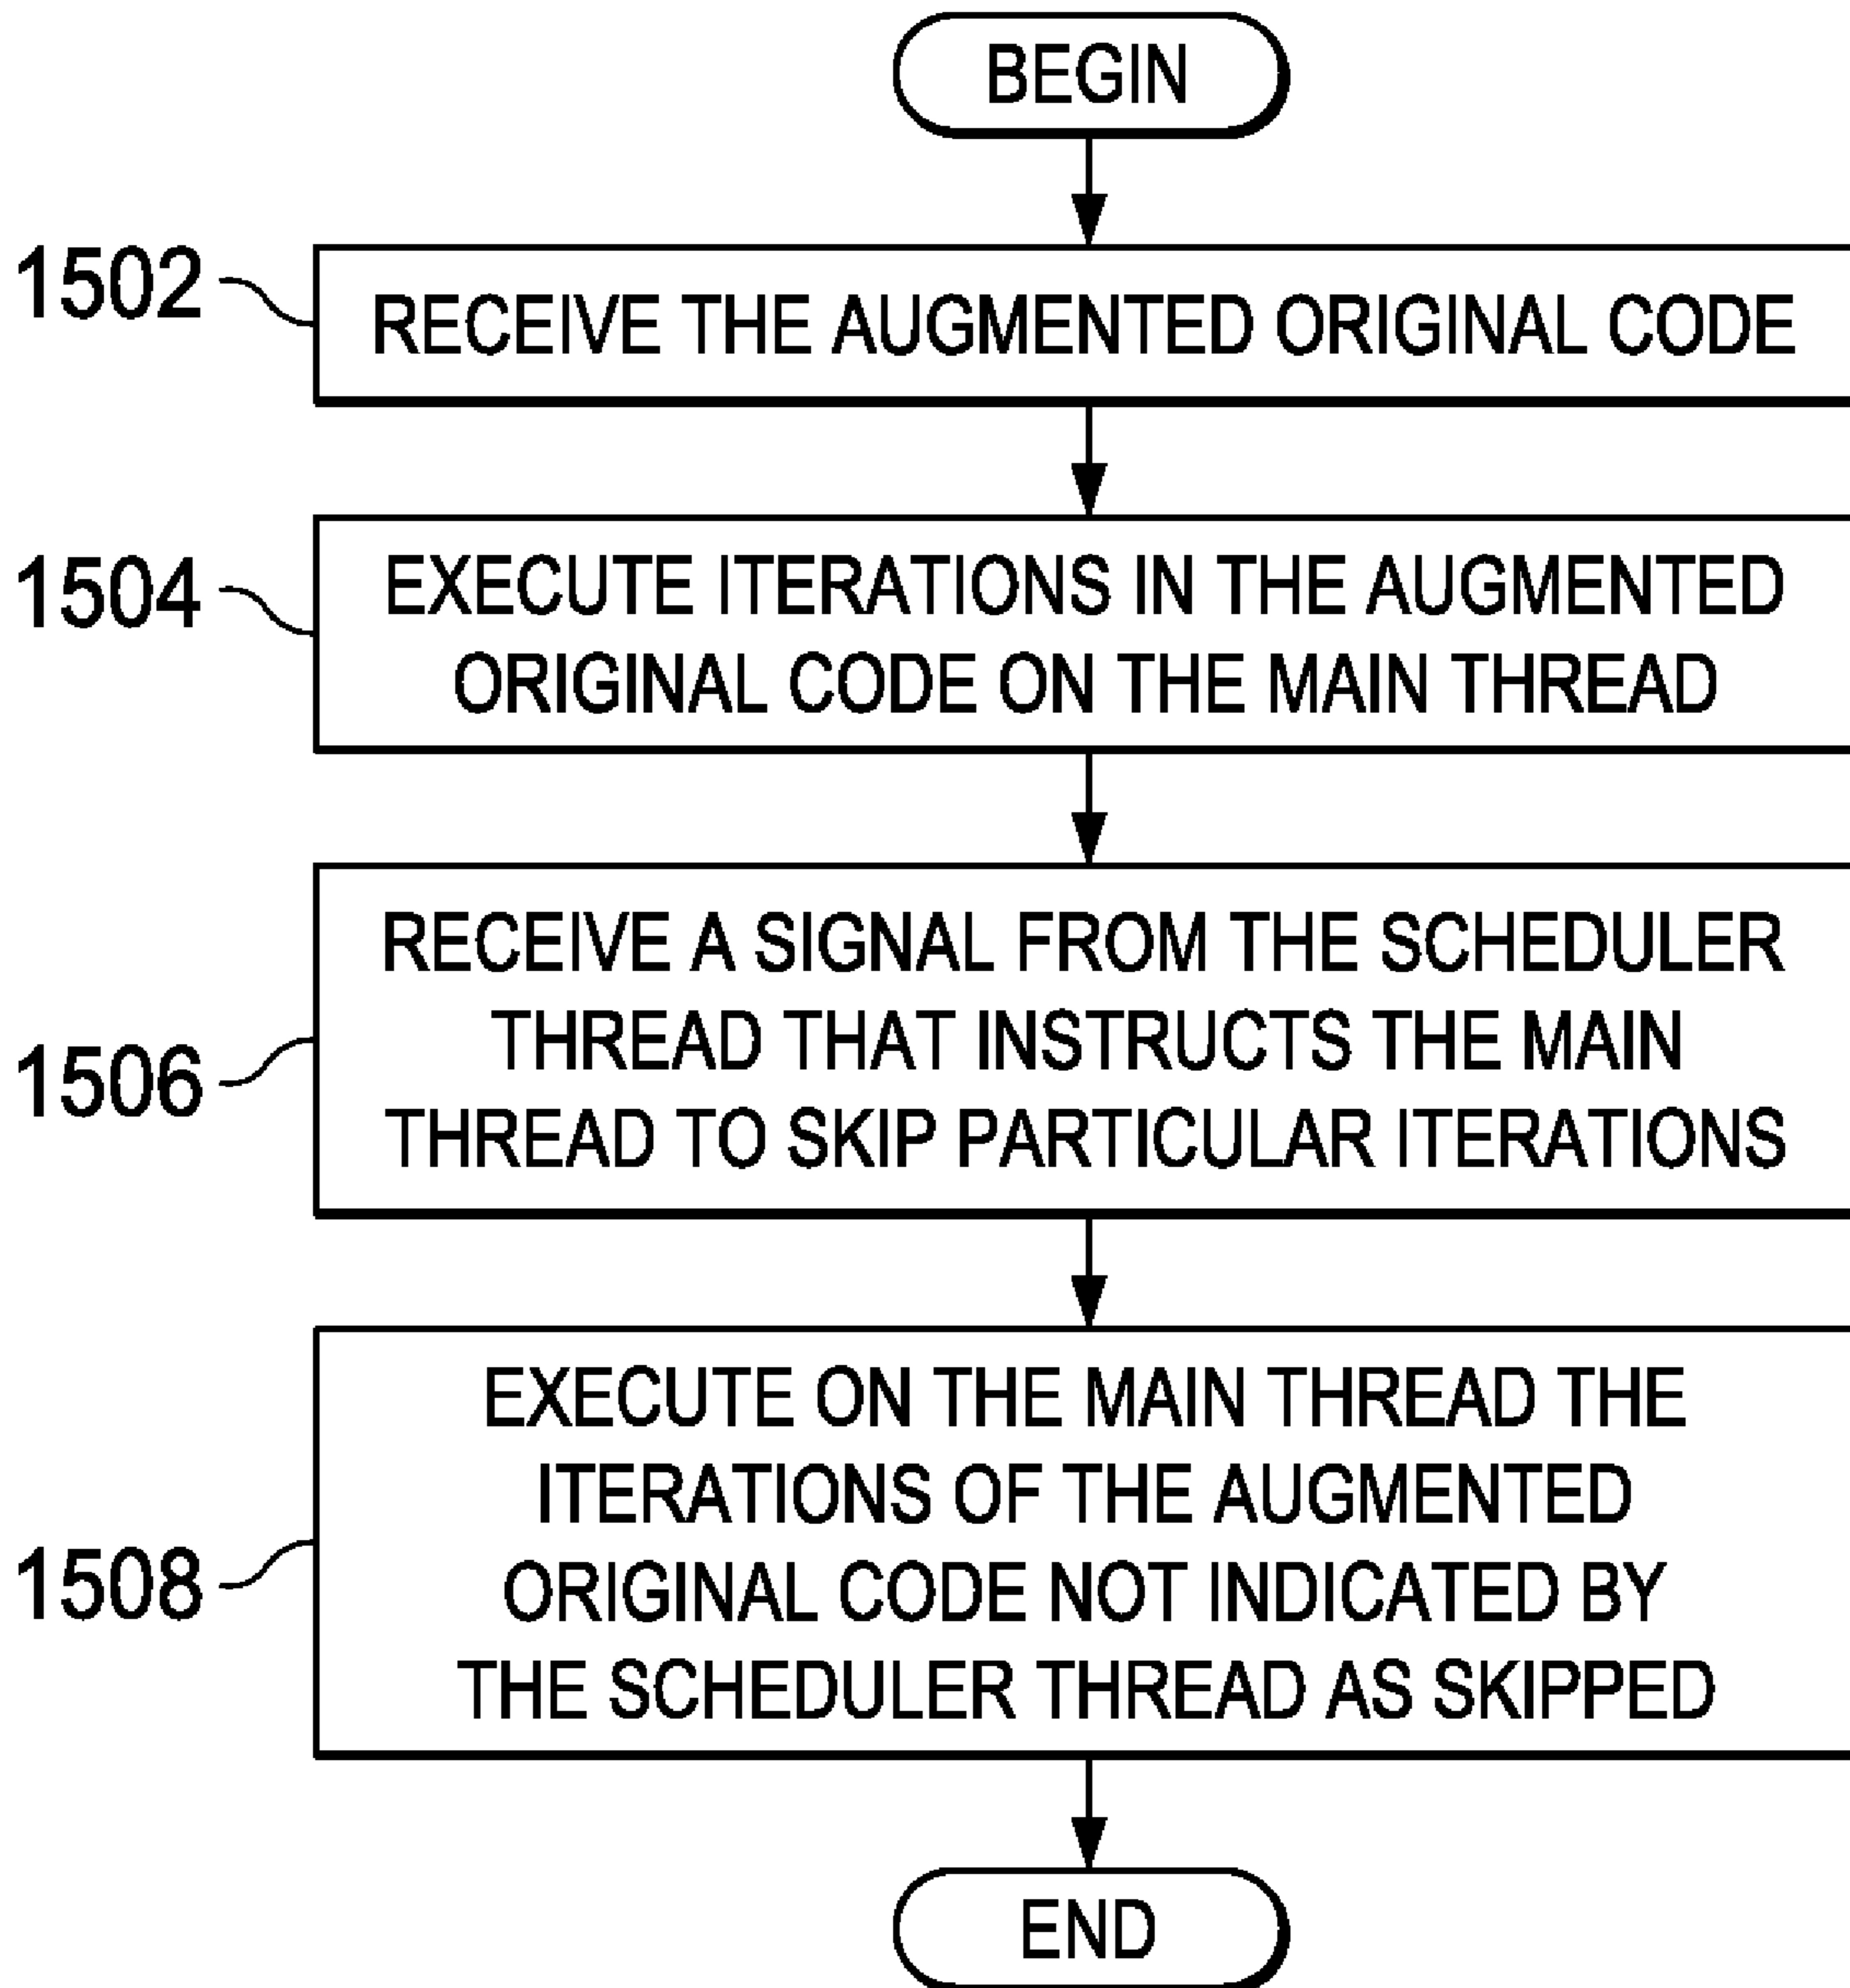 BEGIN
1502
RECEIVE THE AUGMENTED ORIGINAL CODE
1504
EXECUTE ITERATIONS IN THE AUGMENTED
ORIGINAL CODE ON THE MAIN THREAD
1506
RECEIVE A SIGNAL FROM THE SCHEDULER
THREAD THAT INSTRUCTS THE MAIN
THREAD TO SKIP PARTICULAR ITERATIONS
1508
EXECUTE ON THE MAIN THREAD THE
ITERATIONS OF THE AUGMENTED
ORIGINAL CODE NOT INDICATED BY
THE SCHEDULER THREAD AS SKIPPED
END